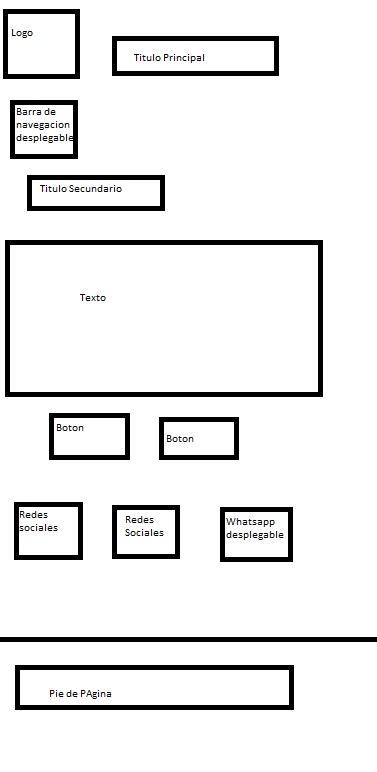 Logo
Titulo Principal
Barra de
navegacion
desplegable
Titulo Secundario
Texto
Boton
Boton
Redes
sociales
Redes
Sociales
Whatsapp
desplegable
Pie de PAgina